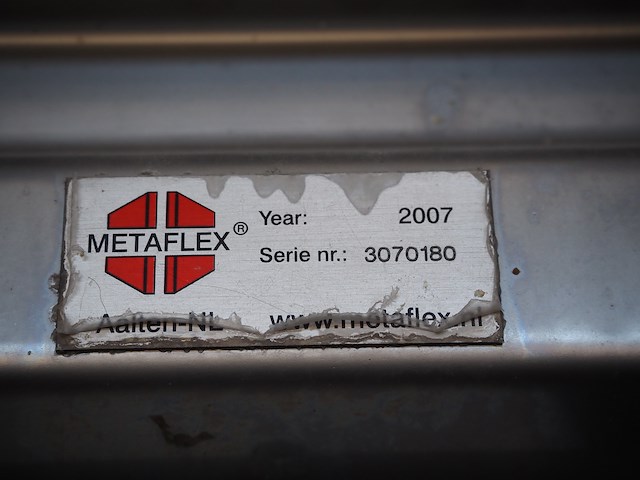 METAFLEX®
Year: 2007
Serie nr.: 3070180
Aalten-NL www.metaflex.nl